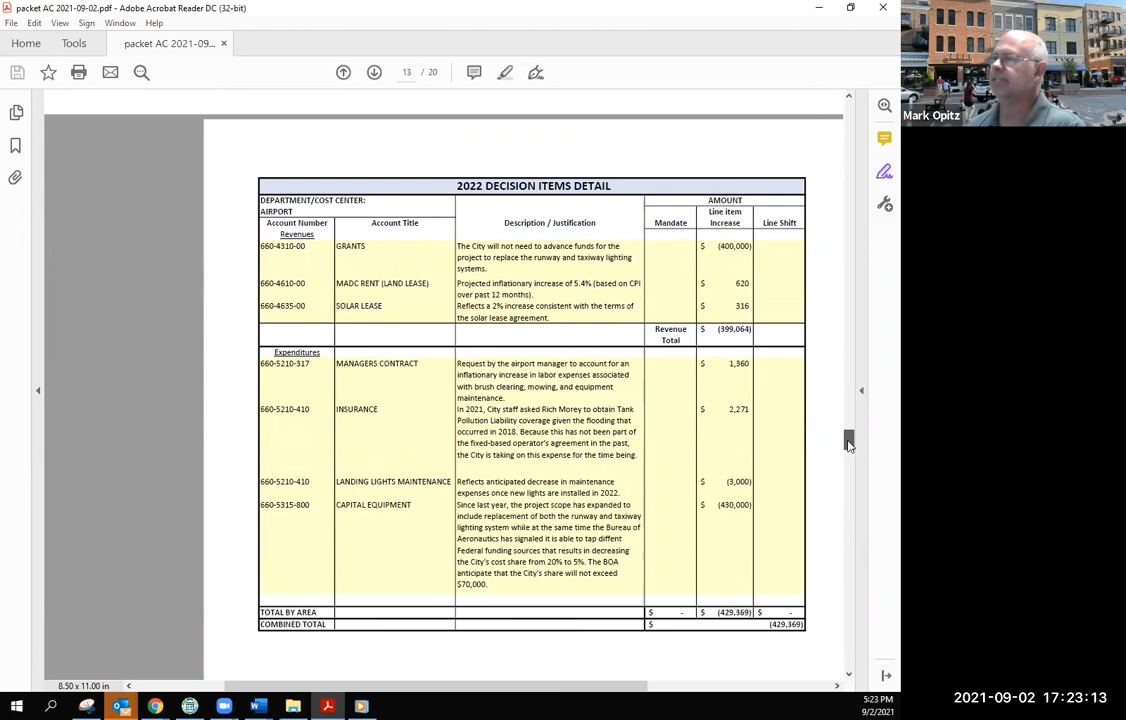 packet AC 2021-09-02.pdf - Adobe Acrobat Reader DC (32-bit)
File Edit View Sign Window Help
Home Tools packet AC 2021-09... ×
13 / 20
Mark Opitz
2022 DECISION ITEMS DETAIL
DEPARTMENT/COST CENTER:
AIRPORT
AMOUNT
Account Number Account Title Description / Justification Mandate Line item Increase Line Shift
Revenues
660-4310-00 GRANTS The City will not need to advance funds for the $ (400,000)
project to replace the runway and taxiway lighting
systems.
660-4610-00 MADC RENT (LAND LEASE) Projected inflationary increase of 5.4% (based on CPI $ 620
over past 12 months).
660-4635-00 SOLAR LEASE Reflects a 2% increase consistent with the terms of $ 316
the solar lease agreement.
Revenue Total $ (399,064)
Expenditures
660-5210-317 MANAGERS CONTRACT Request by the airport manager to account for an $ 1,360
inflationary increase in labor expenses associated
with brush clearing, mowing, and equipment
maintenance.
660-5210-410 INSURANCE In 2021, City staff asked Rich Morey to obtain Tank $ 2,271
Pollution Liability coverage given the flooding that
occurred in 2018. Because this has not been part of
the fixed-based operator's agreement in the past,
the City is taking on this expense for the time being.
660-5210-410 LANDING LIGHTS MAINTENANCE Reflects anticipated decrease in maintenance $ (3,000)
expenses once new lights are installed in 2022.
660-5315-800 CAPITAL EQUIPMENT Since last year, the project scope has expanded to $ (430,000)
include replacement of both the runway and taxiway
lighting system while at the same time the Bureau of
Aeronautics has signaled it is able to tap diffent
Federal funding sources that results in decreasing
the City's cost share from 20% to 5%. The BOA
anticipate that the City's share will not exceed
$70,000.
TOTAL BY AREA $ - $ (429,369) $ -
COMBINED TOTAL $ (429,369)
8.50 x 11.00 in
5:23 PM
9/2/2021
2021-09-02 17:23:13